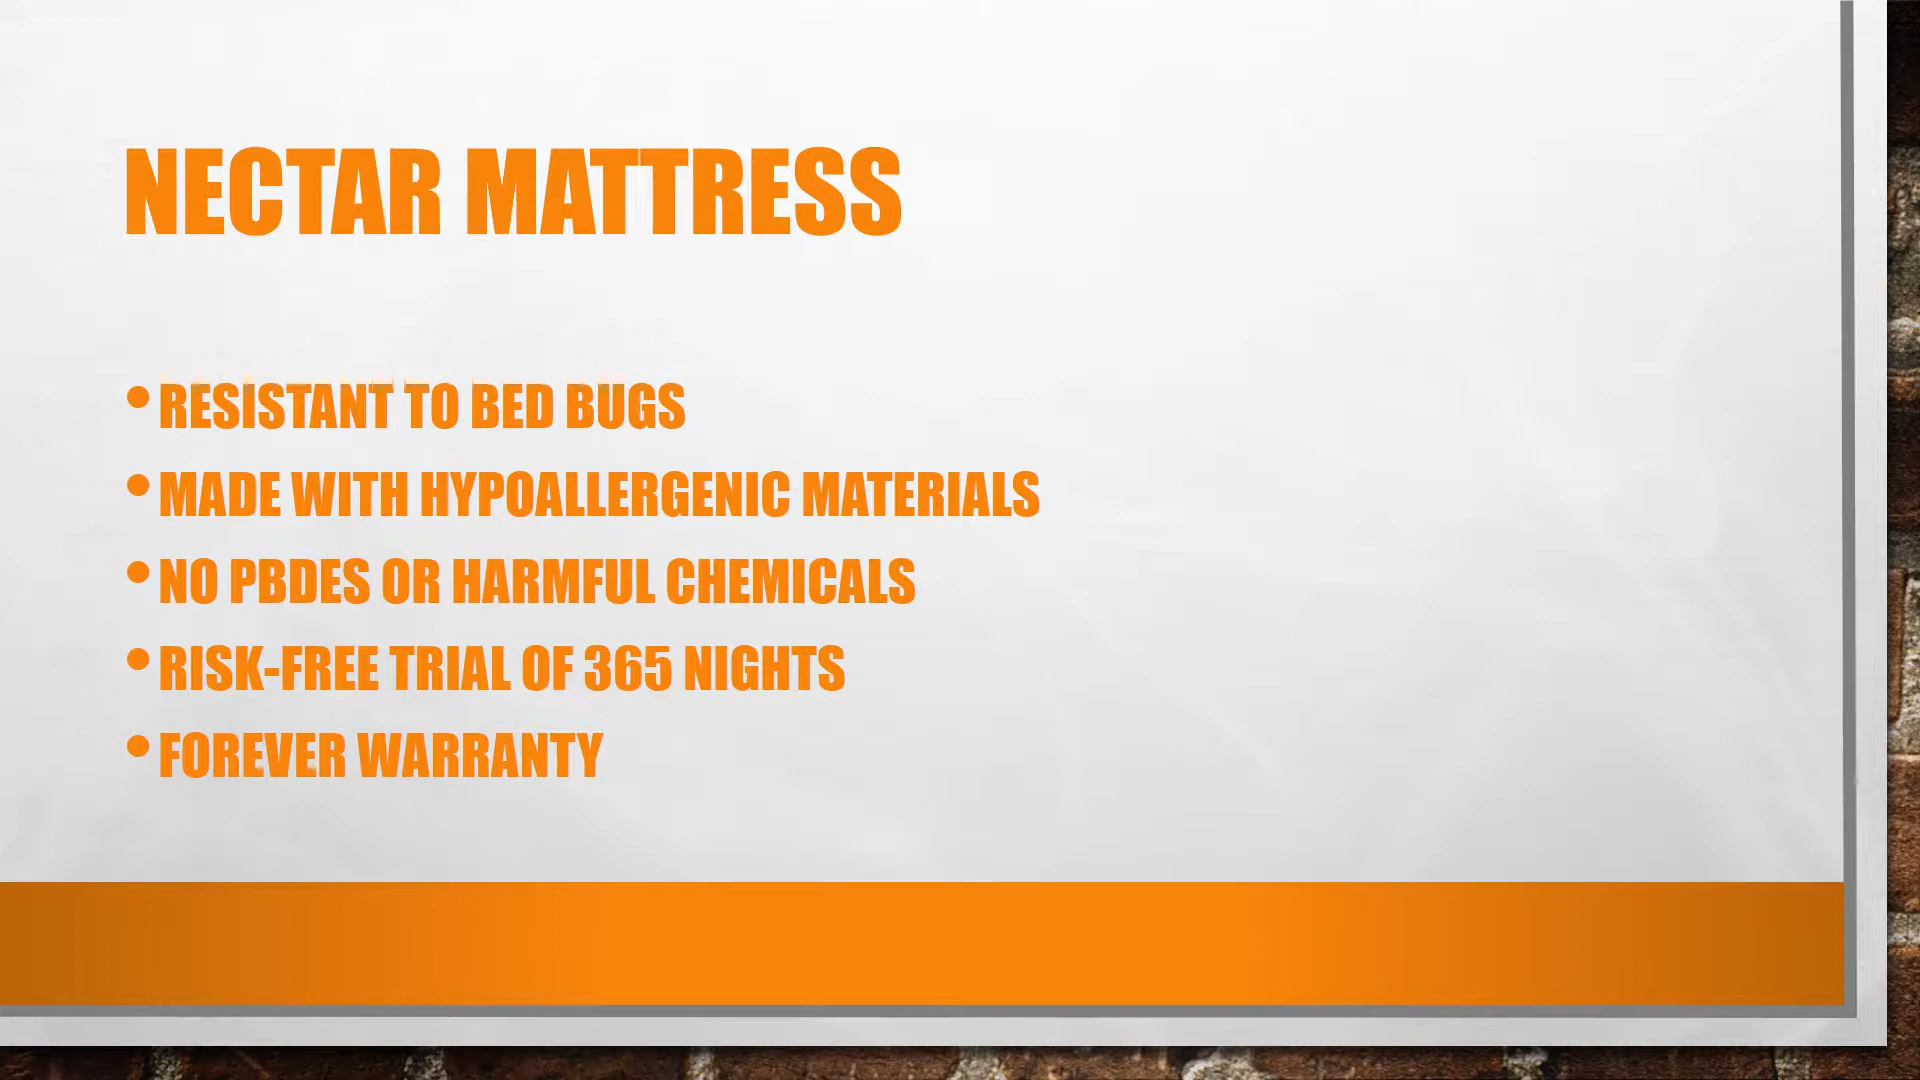 NECTAR MATTRESS
•RESISTANT TO BED BUGS
•MADE WITH HYPOALLERGENIC MATERIALS
•NO PBDES OR HARMFUL CHEMICALS
•RISK-FREE TRIAL OF 365 NIGHTS
•FOREVER WARRANTY